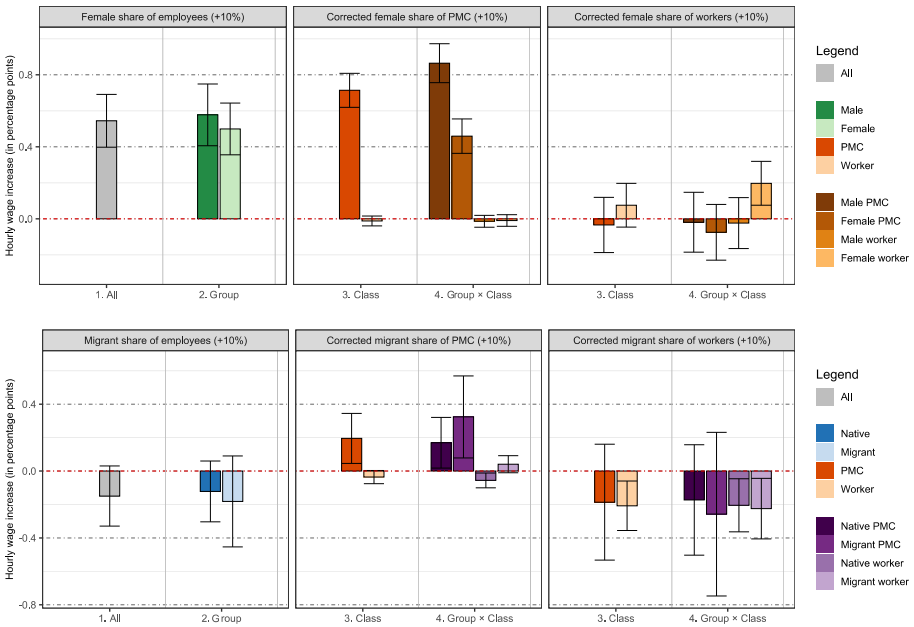 Female share of employees (+10%)
Corrected female share of PMC (+10%)
Corrected female share of workers (+10%)
Hourly wage increase (in percentage points)
0.8
0.4
0.0
1. All
2. Group
3. Class
4. Group × Class
3. Class
4. Group × Class
Legend
All
Male
Female
PMC
Worker
Male PMC
Female PMC
Male worker
Female worker
Migrant share of employees (+10%)
Corrected migrant share of PMC (+10%)
Corrected migrant share of workers (+10%)
Hourly wage increase (in percentage points)
0.4
0.0
-0.4
-0.8
1. All
2. Group
3. Class
4. Group × Class
3. Class
4. Group × Class
Legend
All
Native
Migrant
PMC
Worker
Native PMC
Migrant PMC
Native worker
Migrant worker